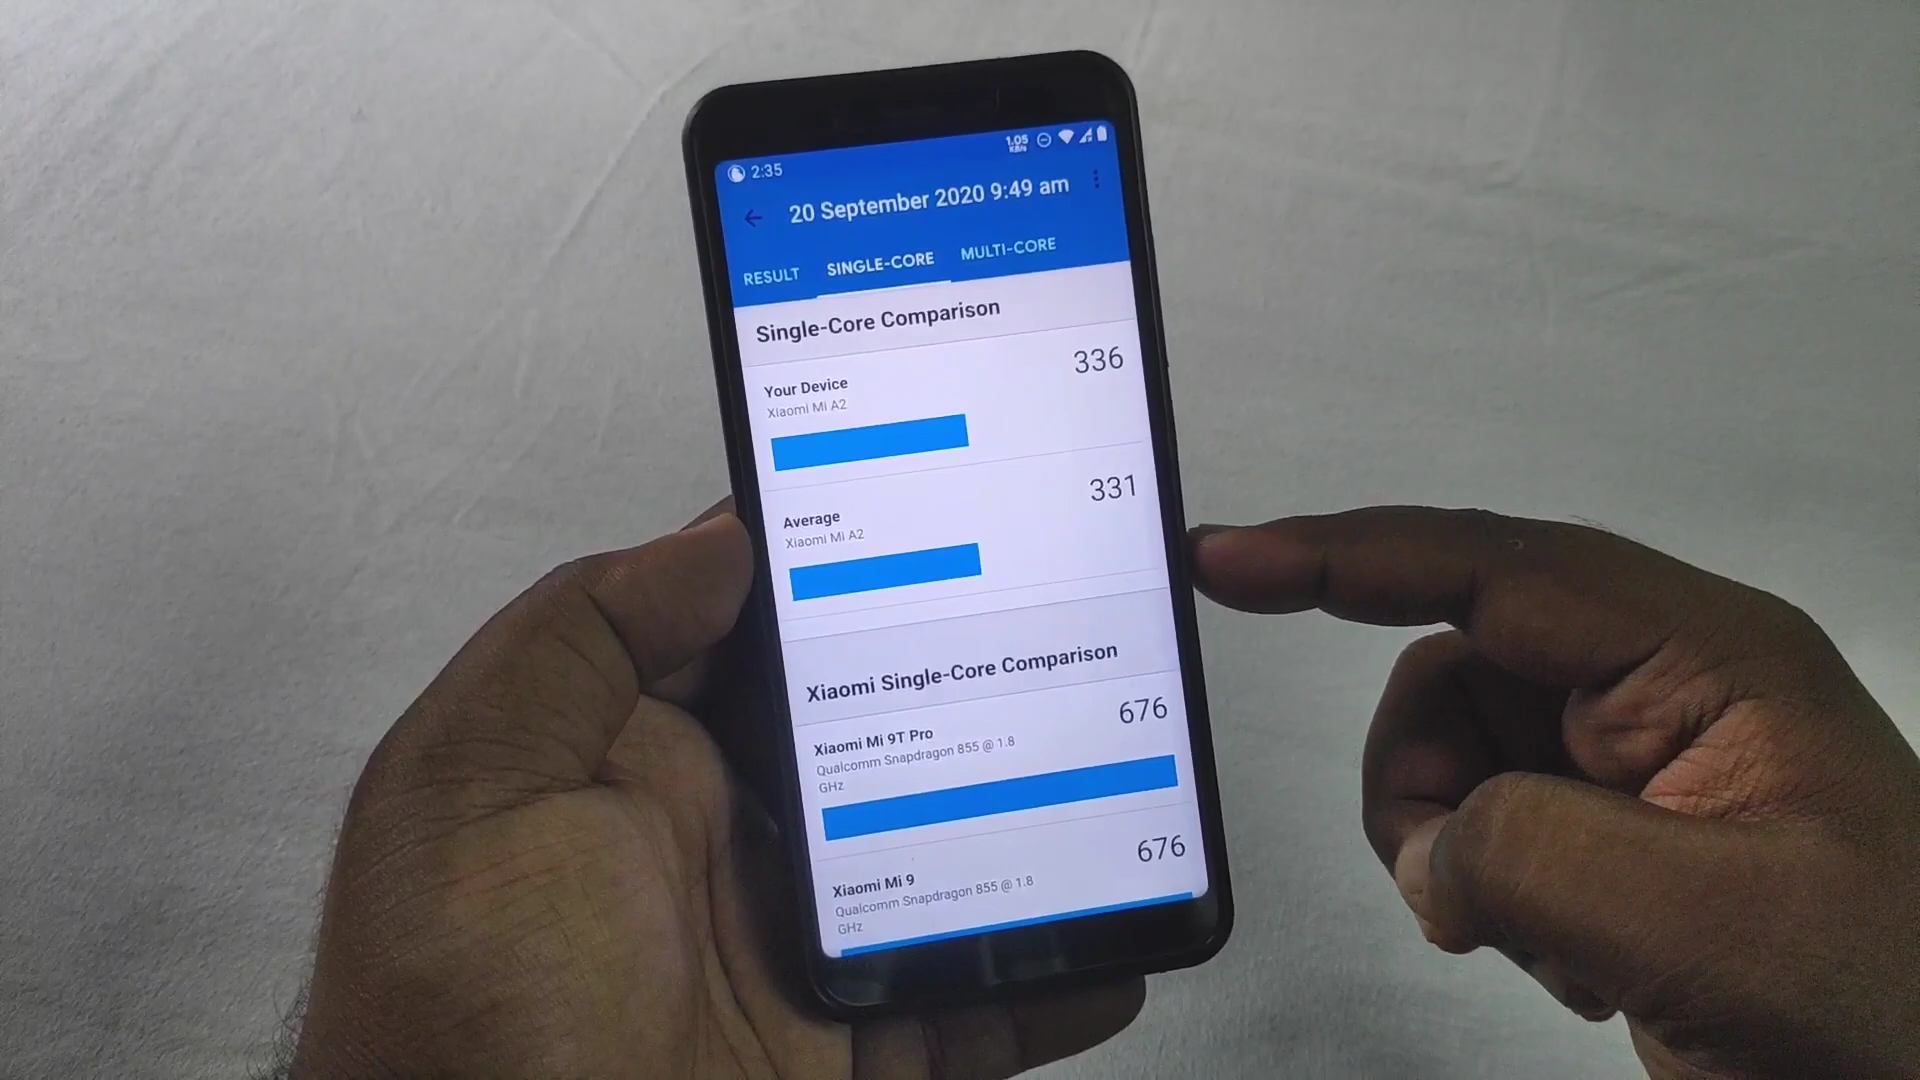 2:35
1.05
KB/s
20 September 2020 9:49 am
RESULT
SINGLE-CORE
MULTI-CORE
Single-Core Comparison
Your Device
336
Xiaomi Mi A2
Average
331
Xiaomi Mi A2
Xiaomi Single-Core Comparison
Xiaomi Mi 9T Pro
676
Qualcomm Snapdragon 855 @ 1.8
GHz
Xiaomi Mi 9
676
Qualcomm Snapdragon 855 @ 1.8
GHz